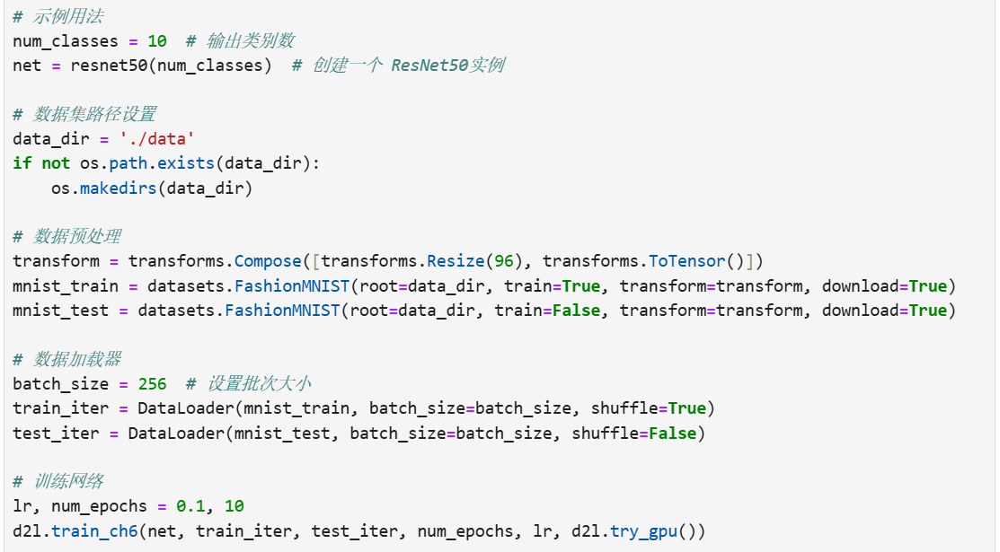 # 示例用法
num_classes = 10  # 输出类别数
net = resnet50(num_classes)  # 创建一个 ResNet50实例
# 数据集路径设置
data_dir = './data'
if not os.path.exists(data_dir):
    os.makedirs(data_dir)
# 数据预处理
transform = transforms.Compose([transforms.Resize(96), transforms.ToTensor()])
mnist_train = datasets.FashionMNIST(root=data_dir, train=True, transform=transform, download=True)
mnist_test = datasets.FashionMNIST(root=data_dir, train=False, transform=transform, download=True)
# 数据加载器
batch_size = 256  # 设置批次大小
train_iter = DataLoader(mnist_train, batch_size=batch_size, shuffle=True)
test_iter = DataLoader(mnist_test, batch_size=batch_size, shuffle=False)
# 训练网络
lr, num_epochs = 0.1, 10
d2l.train_ch6(net, train_iter, test_iter, num_epochs, lr, d2l.try_gpu())